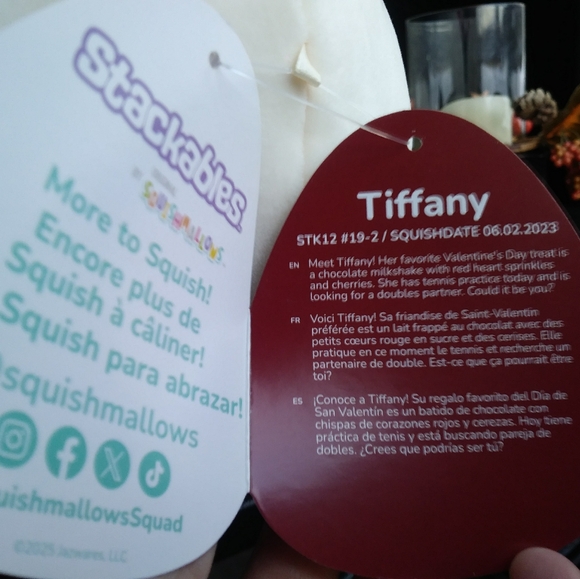 Stackables
SQUISHMALLOWS
More to Squish!
Encore plus de
Squish à câliner!
Squish para abrazar!
squishmallows
uishmallowsSquad
©2025 Jazwares, LLC
Tiffany
STK12 #19-2 / SQUISHDATE 06.02.2023
EN Meet Tiffany! Her favorite Valentine's Day treat is
a chocolate milkshake with red heart sprinkles
and cherries. She has tennis practice today and is
looking for a doubles partner. Could it be you?
FR Voici Tiffany! Sa friandise de Saint-Valentin
préférée est un lait frappé au chocolat avec des
petits cœurs rouge en sucre et des cerises. Elle
pratique en ce moment le tennis et recherche un
partenaire de double. Est-ce que ça pourrait être
toi?
ES ¡Conoce a Tiffany! Su regalo favorito del Día de
San Valentín es un batido de chocolate con
chispas de corazones rojos y cerezas. Hoy tiene
práctica de tenis y está buscando pareja de
dobles. ¿Crees que podrías ser tú?